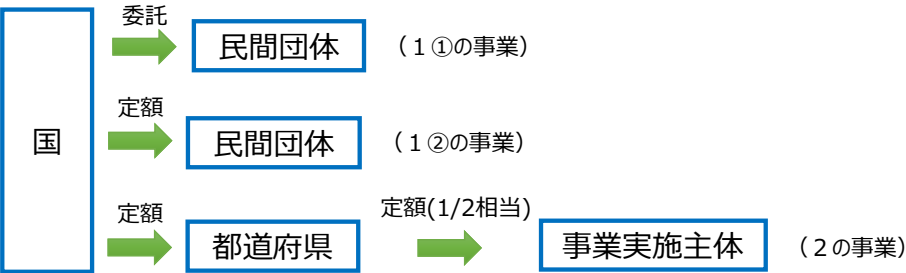 委託
民間団体 (1①の事業)
国
定額
民間団体 (1②の事業)
定額 定額(1/2相当)
都道府県 事業実施主体 (2の事業)